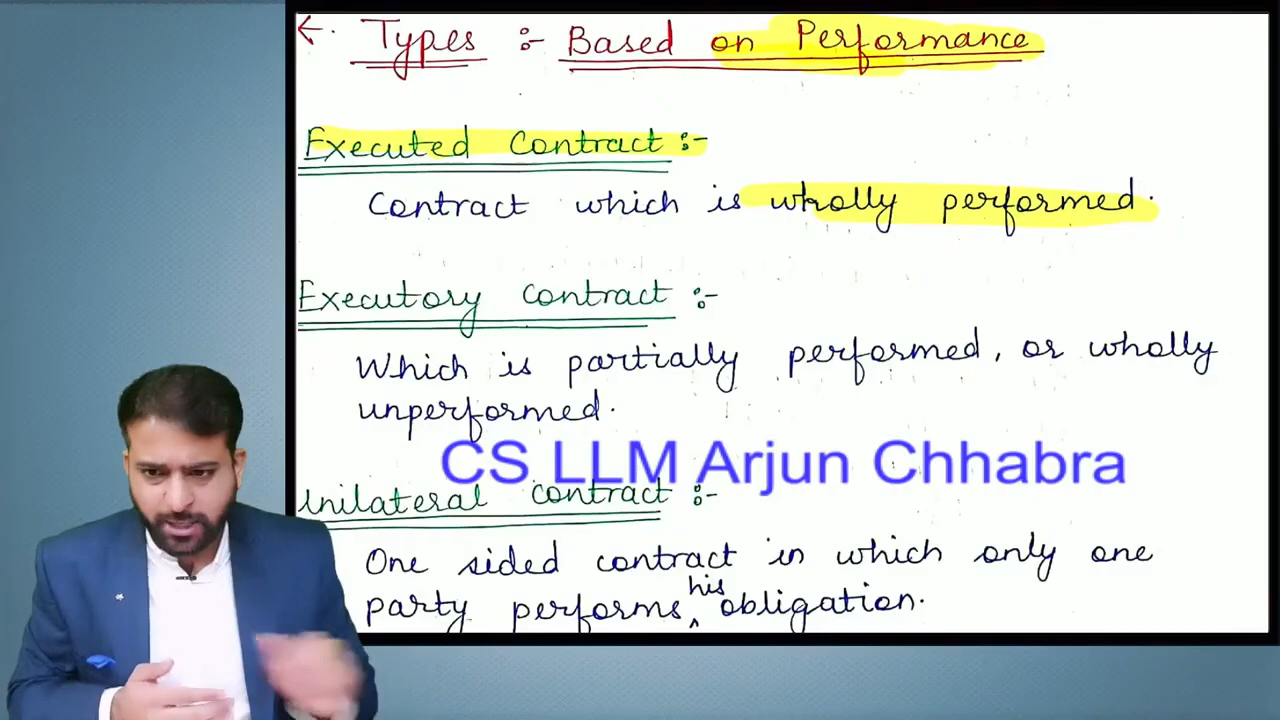 ←. Types :- Based on Performance
Executed Contract :-
Contract which is wholly performed.
Executory Contract :-
Which is partially performed, or wholly
unperformed.
CS LLM Arjun Chhabra
Unilateral contract :-
One sided contract in which only one
party performs his obligation.